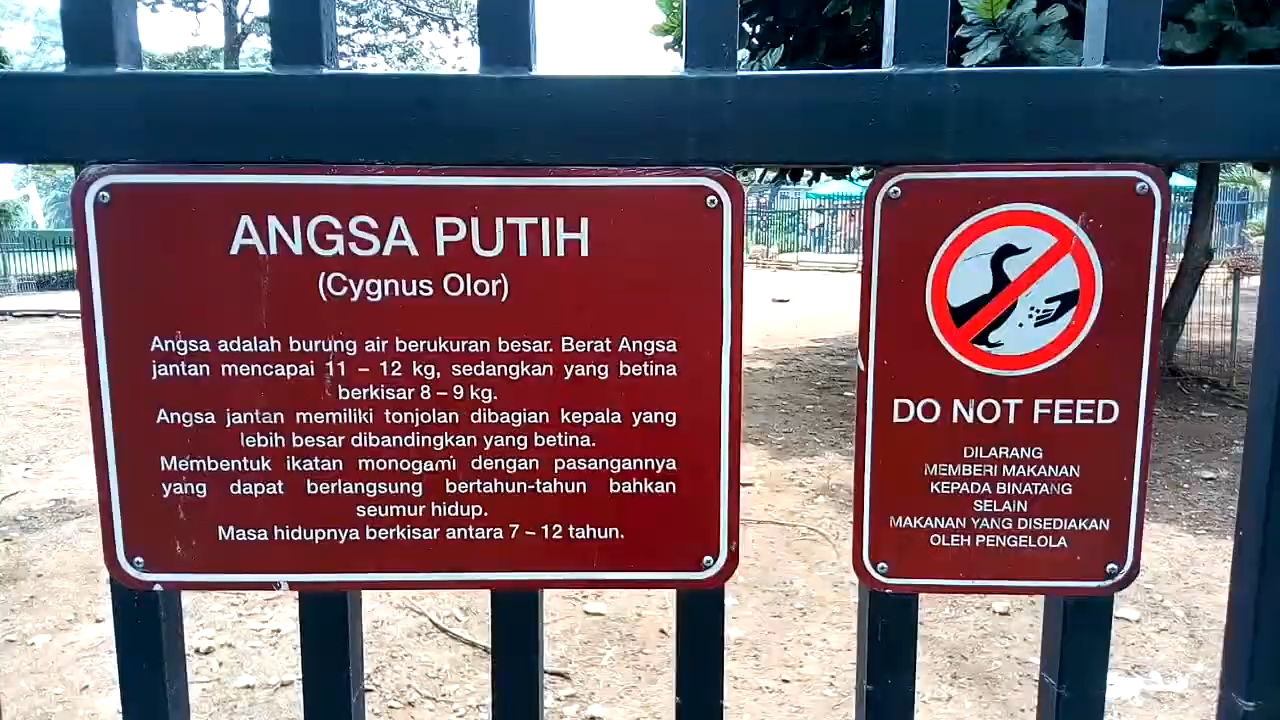 ANGSA PUTIH
(Cygnus Olor)
Angsa adalah burung air berukuran besar. Berat Angsa
jantan mencapai 11 – 12 kg, sedangkan yang betina
berkisar 8 – 9 kg.
Angsa jantan memiliki tonjolan dibagian kepala yang
lebih besar dibandingkan yang betina.
Membentuk ikatan monogami dengan pasangannya
yang dapat berlangsung bertahun-tahun bahkan
seumur hidup.
Masa hidupnya berkisar antara 7 – 12 tahun.
DO NOT FEED
DILARANG
MEMBERI MAKANAN
KEPADA BINATANG
SELAIN
MAKANAN YANG DISEDIAKAN
OLEH PENGELOLA